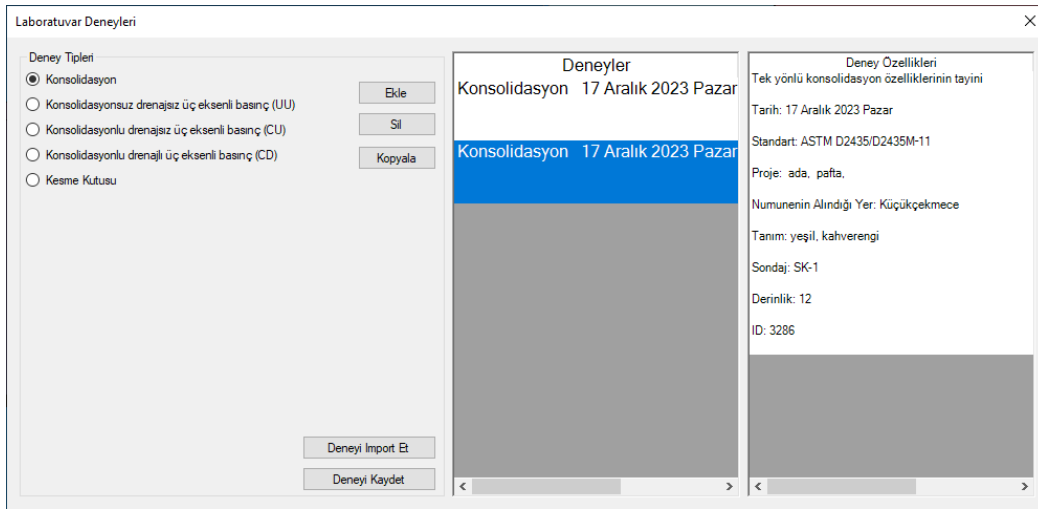 Laboratuvar Deneyleri
Deney Tipleri
Konsolidasyon
Konsolidasyonsuz drenajsız üç eksenli basınç (UU)
Konsolidasyonlu drenajsız üç eksenli basınç (CU)
Konsolidasyonlu drenajlı üç eksenli basınç (CD)
Kesme Kutusu
Ekle
Sil
Kopyala
Deneyi Import Et
Deneyi Kaydet
Deneyler
Konsolidasyon 17 Aralık 2023 Pazar
Konsolidasyon 17 Aralık 2023 Pazar
Deney Özellikleri
Tek yönlü konsolidasyon özelliklerinin tayini
Tarih: 17 Aralık 2023 Pazar
Standart: ASTM D2435/D2435M-11
Proje: ada, pafta,
Numunenin Alındığı Yer: Küçükçekmece
Tanım: yeşil, kahverengi
Sondaj: SK-1
Derinlik: 12
ID: 3286